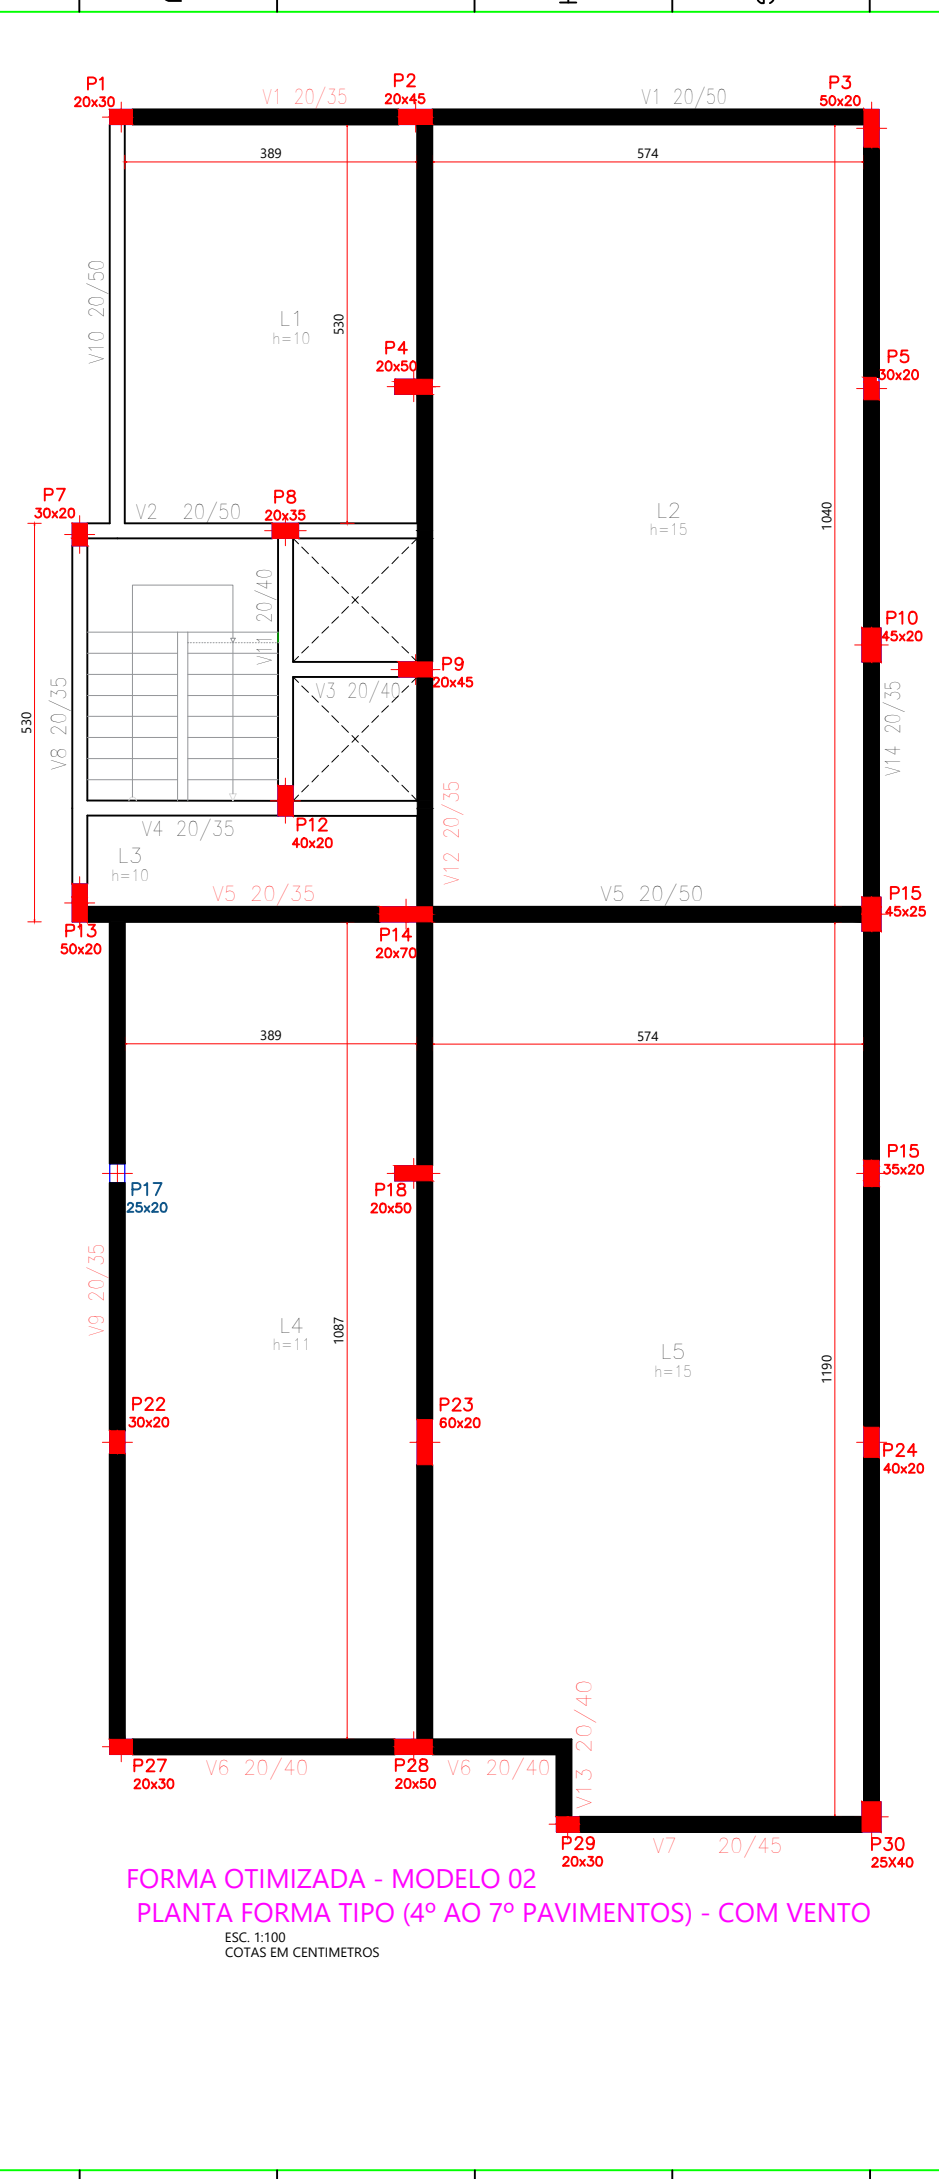 P1
20x30
V1 20/35
P2
20x45
V1 20/50
P3
50x20
389
574
V10 20/50
L1
h=10
530
P4
20x50
P5
30x20
P7
30x20
V2 20/50
P8
20x35
L2
h=15
1040
V11 20/40
P10
45x20
P9
20x45
V3 20/40
530
V8 20/35
V14 20/35
V4 20/35
P12
40x20
V12 20/35
L3
h=10
V5 20/35
V5 20/50
P15
45x25
P13
50x20
P14
20x70
389
574
P17
25x20
P18
20x50
P15
35x20
V9 20/35
L4
h=11
1087
L5
h=15
1190
P22
30x20
P23
60x20
P24
40x20
V13 20/40
P27
20x30
V6 20/40
P28
20x50
V6 20/40
P29
20x30
V7 20/45
P30
25X40
FORMA OTIMIZADA - MODELO 02
PLANTA FORMA TIPO (4º AO 7º PAVIMENTOS) - COM VENTO
ESC. 1:100
COTAS EM CENTIMETROS